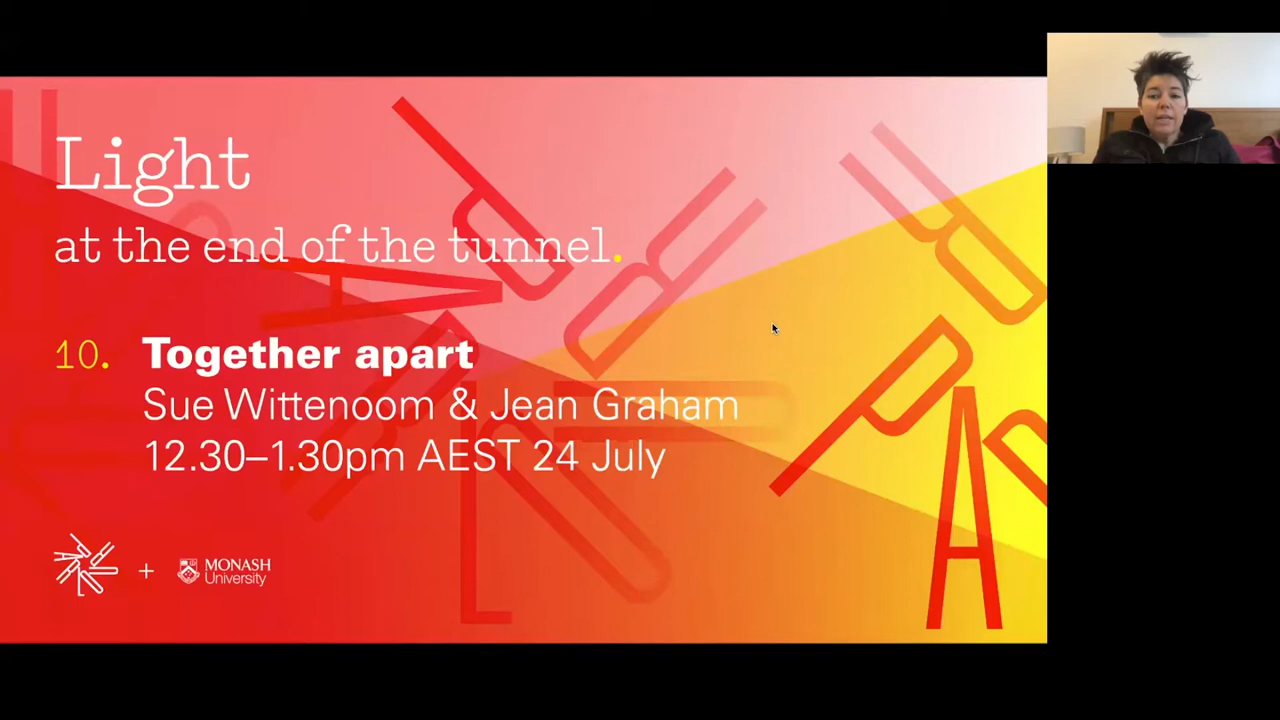 Light
at the end of the tunnel.
10. Together apart
Sue Wittenoom & Jean Graham
12.30–1.30pm AEST 24 July
+ MONASH
University